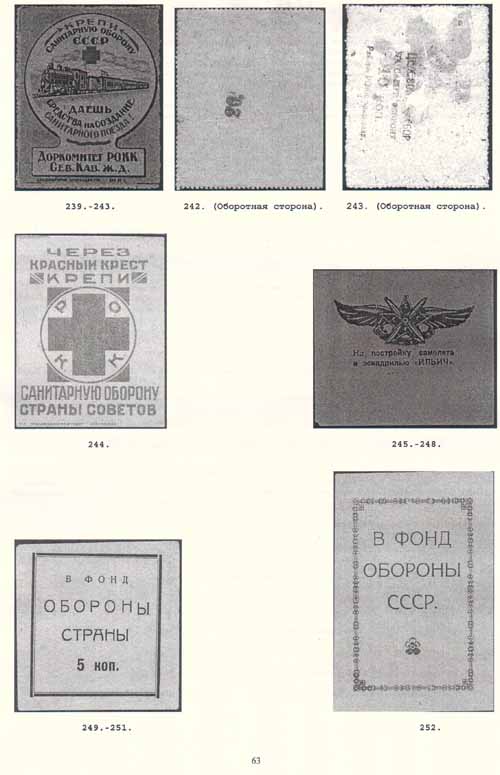 КРЕПИ
САНИТАРНУЮ ОБОРОНУ
СССР
ДАЕШЬ
СРЕДСТВА НА СОЗДАНИЕ
САНИТАРНОГО ПОЕЗДА!
ДОРКОМИТЕТ РОКК
СЕВ. КАВ. Ж.Д.
239.-243.
242. (Оборотная сторона).
243. (Оборотная сторона).
ЧЕРЕЗ
КРАСНЫЙ КРЕСТ
КРЕПИ
Р О
К К
САНИТАРНУЮ ОБОРОНУ
СТРАНЫ СОВЕТОВ
244.
На постройку самолета
в эскадрилью «ИЛЬИЧ».
245.-248.
В ФОНД
ОБОРОНЫ
СТРАНЫ
5 коп.
249.-251.
В ФОНД
ОБОРОНЫ
СССР.
252.
63